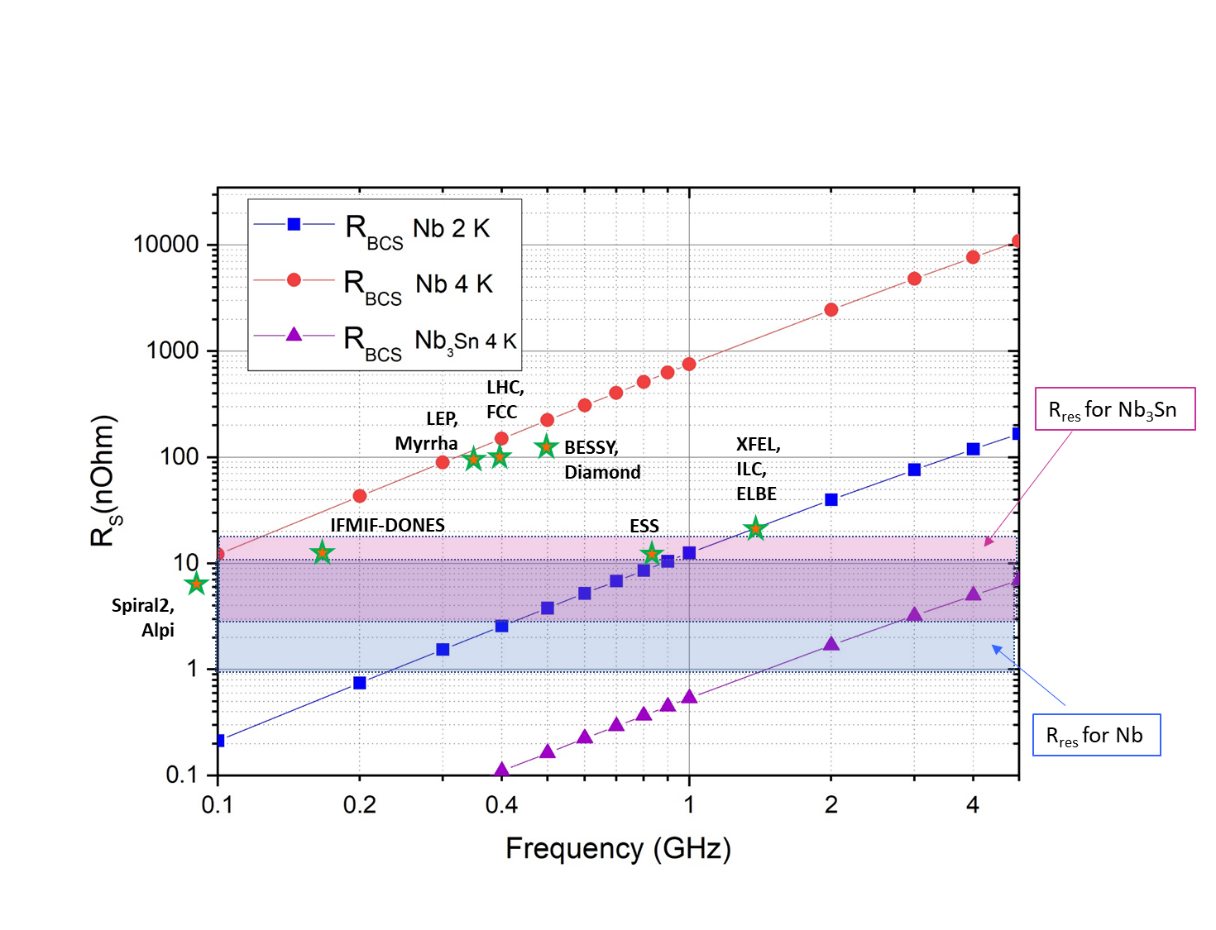 R_BCS Nb 2 K
R_BCS Nb 4 K
R_BCS Nb₃Sn 4 K
10000
1000
100
10
1
0.1
R_S(nOhm)
LHC,
FCC
LEP,
Myrrha
BESSY,
Diamond
XFEL,
ILC,
ELBE
IFMIF-DONES
ESS
Spiral2,
Alpi
R_res for Nb₃Sn
R_res for Nb
0.1
0.2
0.4
1
2
4
Frequency (GHz)